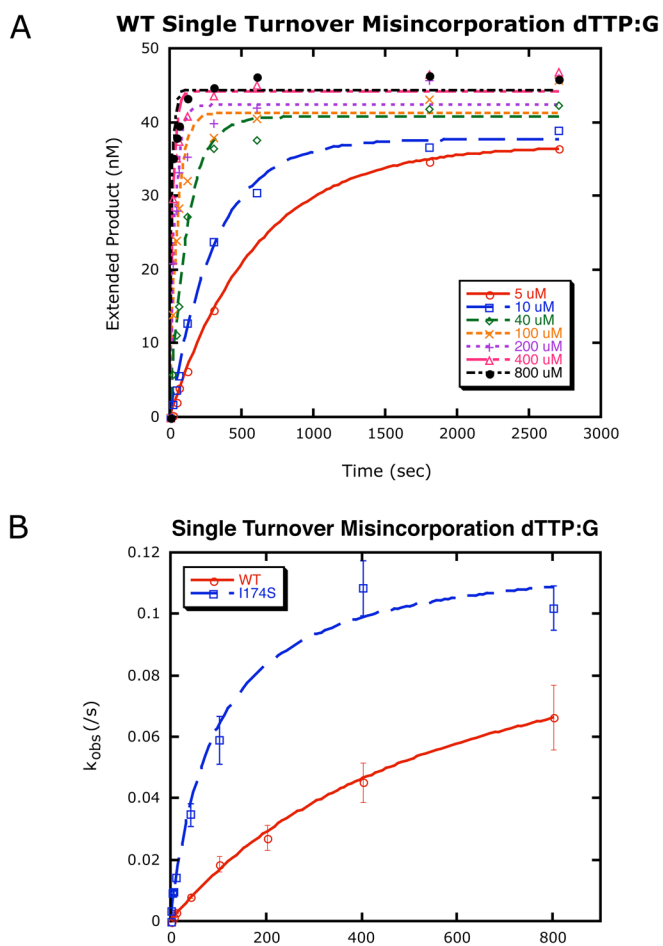 A
WT Single Turnover Misincorporation dTTP:G
50
40
30
20
10
0
Extended Product (nM)
5 uM
10 uM
40 uM
100 uM
200 uM
400 uM
800 uM
0 500 1000 1500 2000 2500 3000
Time (sec)
B
Single Turnover Misincorporation dTTP:G
0.12
0.1
0.08
0.06
0.04
0.02
0
kobs (/s)
WT
I174S
0 200 400 600 800